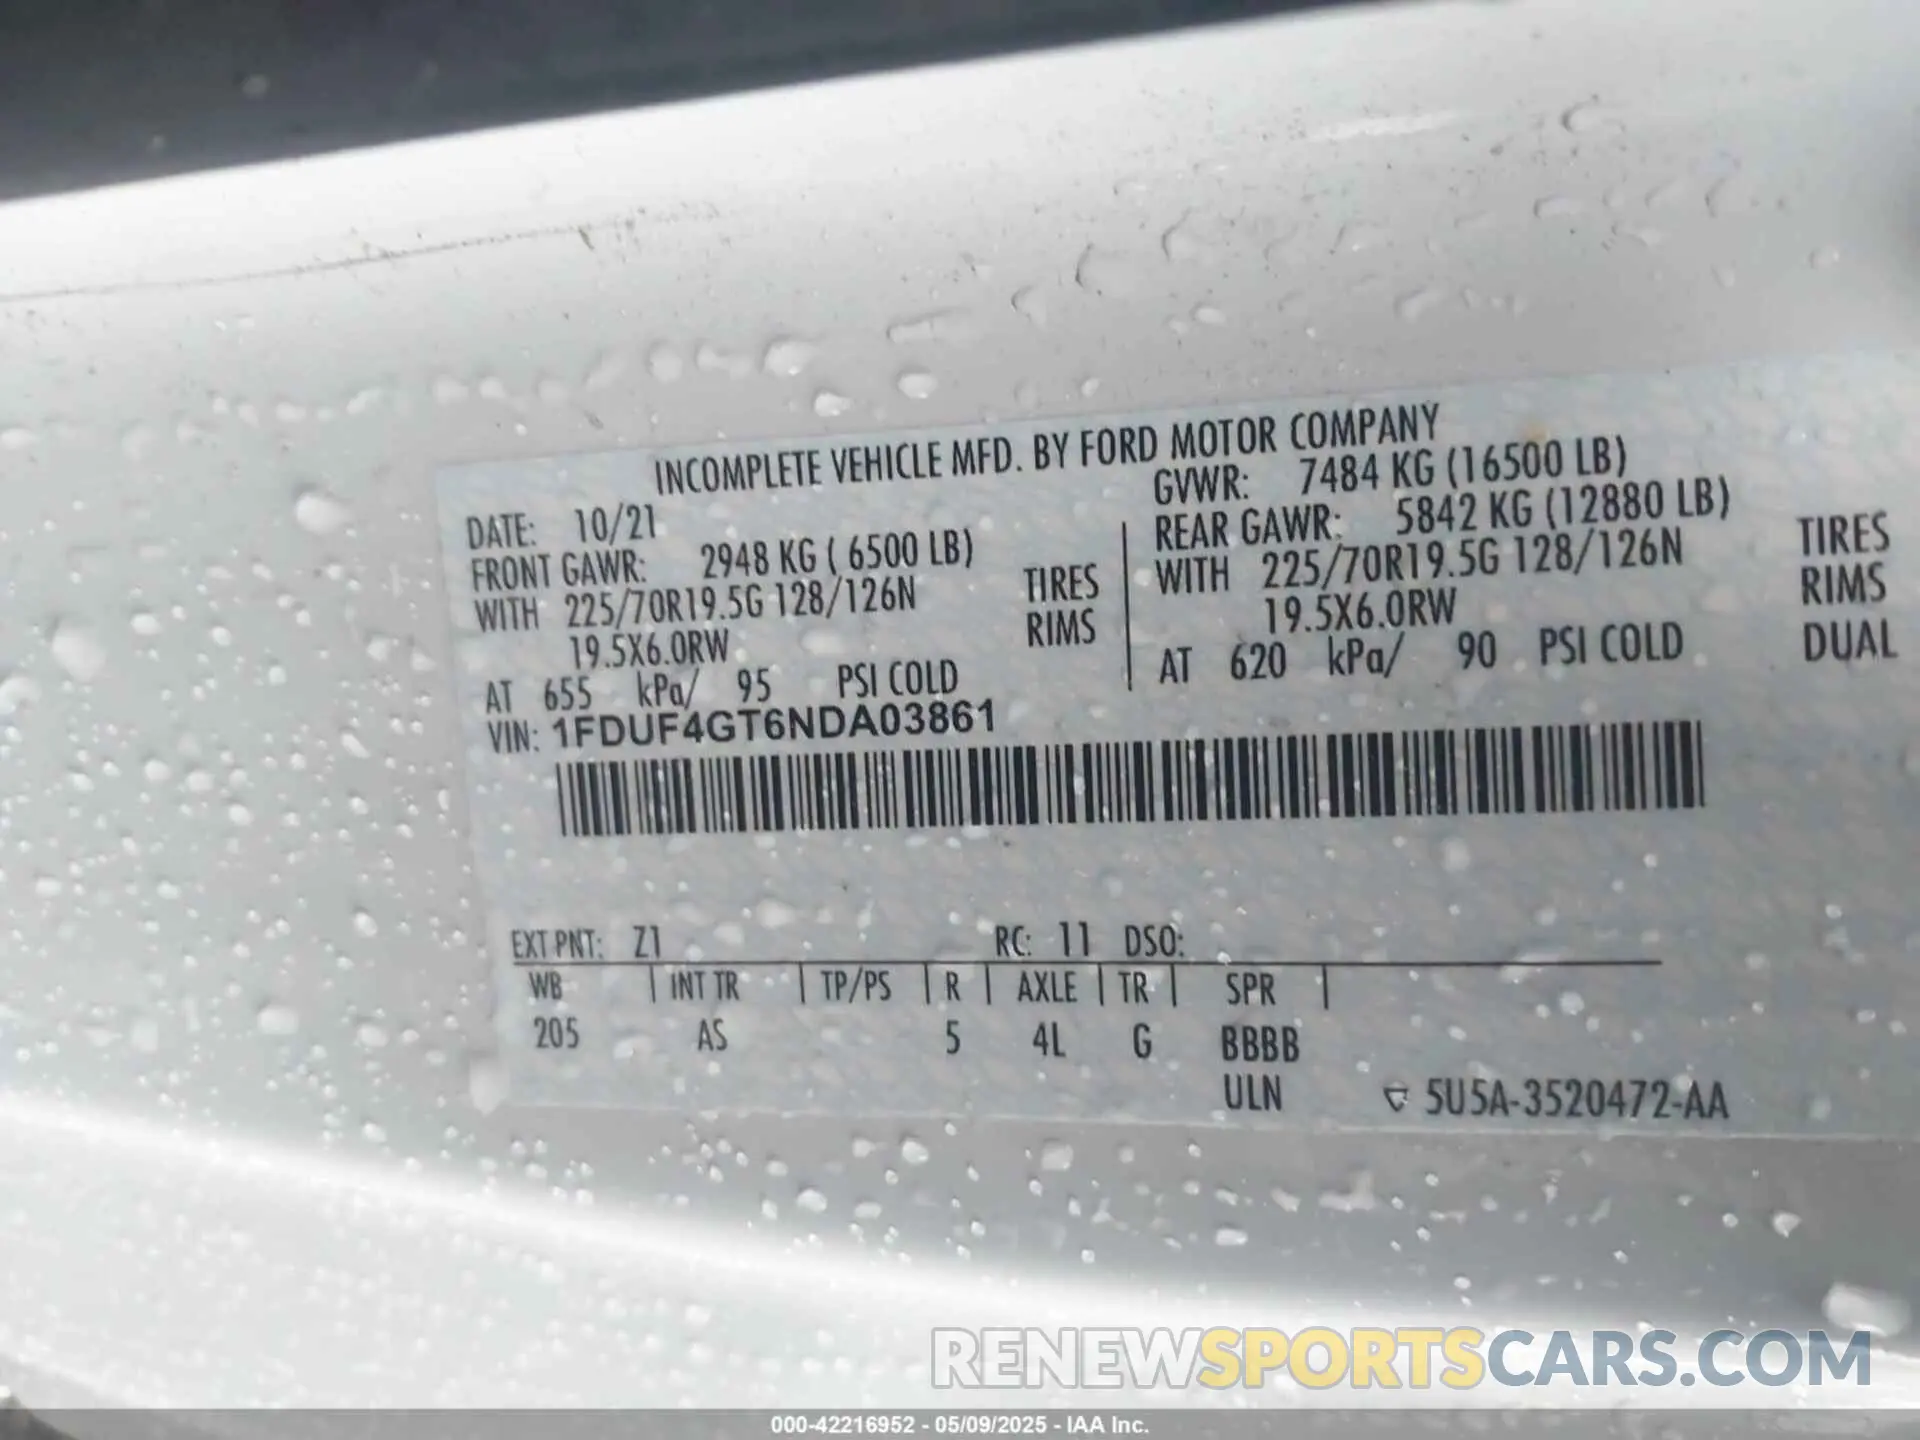 INCOMPLETE VEHICLE MFD. BY FORD MOTOR COMPANY
DATE: 10/21
GVWR: 7484 KG (16500 LB)
FRONT GAWR: 2948 KG ( 6500 LB)
REAR GAWR: 5842 KG (12880 LB)
WITH 225/70R19.5G 128/126N TIRES
WITH 225/70R19.5G 128/126N TIRES
19.5X6.0RW RIMS
19.5X6.0RW RIMS
AT 655 kPa/ 95 PSI COLD
AT 620 kPa/ 90 PSI COLD DUAL
VIN: 1FDUF4GT6NDA03861
EXT PNT: Z1 RC: 11 DSO:
WB | INT TR | TP/PS | R | AXLE | TR | SPR |
205 AS 5 4L G BBBB
ULN
5U5A-3520472-AA
RENEWSPORTSCARS.COM
000-42216952 - 05/09/2025 - IAA Inc.